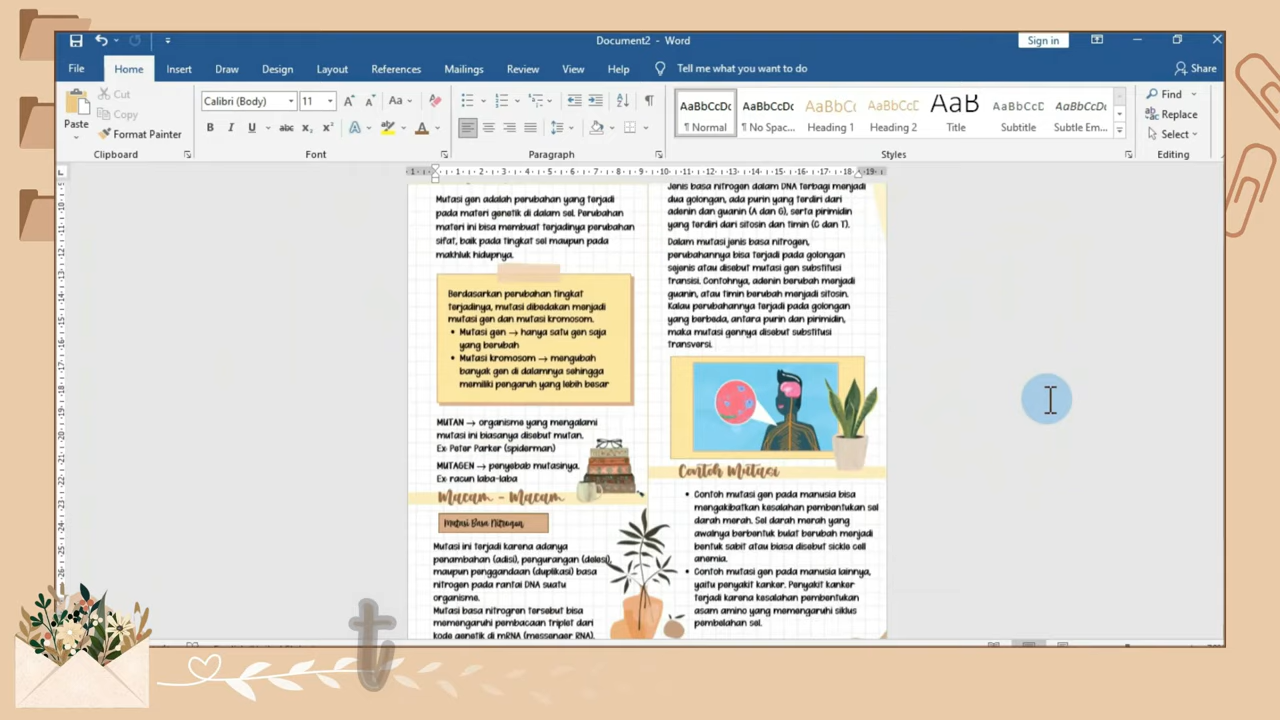 Document2 - Word
Sign in
File
Home
Insert
Draw
Design
Layout
References
Mailings
Review
View
Help
Tell me what you want to do
Share
Paste
Cut
Copy
Format Painter
Clipboard
Calibri (Body)
11
Font
Paragraph
AaBbCcDc
¶ Normal
AaBbCcDc
¶ No Spac...
AaBbC
Heading 1
AaBbCcE
Heading 2
AaB
Title
AaBbCcD
Subtitle
AaBbCcDc
Subtle Em...
Styles
Find
Replace
Select
Editing
Mutasi gen adalah perubahan yang terjadi
pada materi genetik di dalam sel. Perubahan
materi ini bisa membuat terjadinya perubahan
sifat, baik pada tingkat sel maupun pada
makhluk hidupnya.
Berdasarkan perubahan tingkat
terjadinya, mutasi dibedakan menjadi
mutasi gen dan mutasi kromosom.
• Mutasi gen → hanya satu gen saja
yang berubah
• Mutasi kromosom → mengubah
banyak gen di dalamnya sehingga
memiliki pengaruh yang lebih besar
MUTAN → organisme yang mengalami
mutasi ini biasanya disebut mutan.
Ex: Peter Parker (spiderman)
MUTAGEN → penyebab mutasinya.
Ex: racun laba-laba
Macam - Macam
Mutasi Basa Nitrogen
Mutasi ini terjadi karena adanya
penambahan (adisi), pengurangan (delesi),
maupun penggandaan (duplikasi) basa
nitrogen pada rantai DNA suatu
organisme.
Mutasi basa nitrogren tersebut bisa
memengaruhi pembacaan triplet dari
kode genetik di mRNA (messenger RNA).
Jenis basa nitrogen dalam DNA terbagi menjadi
dua golongan, ada purin yang terdiri dari
adenin dan guanin (A dan G), serta pirimidin
yang terdiri dari sitosin dan timin (C dan T).
Dalam mutasi jenis basa nitrogen,
perubahannya bisa terjadi pada golongan
sejenis atau disebut mutasi gen substitusi
transisi. Contohnya, adenin berubah menjadi
guanin, atau timin berubah menjadi sitosin.
Kalau perubahannya terjadi pada golongan
yang berbeda, antara purin dan pirimidin,
maka mutasi gennya disebut substitusi
transversi.
Contoh Mutasi
• Contoh mutasi gen pada manusia bisa
mengakibatkan kesalahan pembentukan sel
darah merah. Sel darah merah yang
awalnya berbentuk bulat berubah menjadi
bentuk sabit atau biasa disebut sickle cell
anemia.
• Contoh mutasi gen pada manusia lainnya,
yaitu penyakit kanker. Penyakit kanker
terjadi karena kesalahan pembentukan
asam amino yang memengaruhi siklus
pembelahan sel.
t